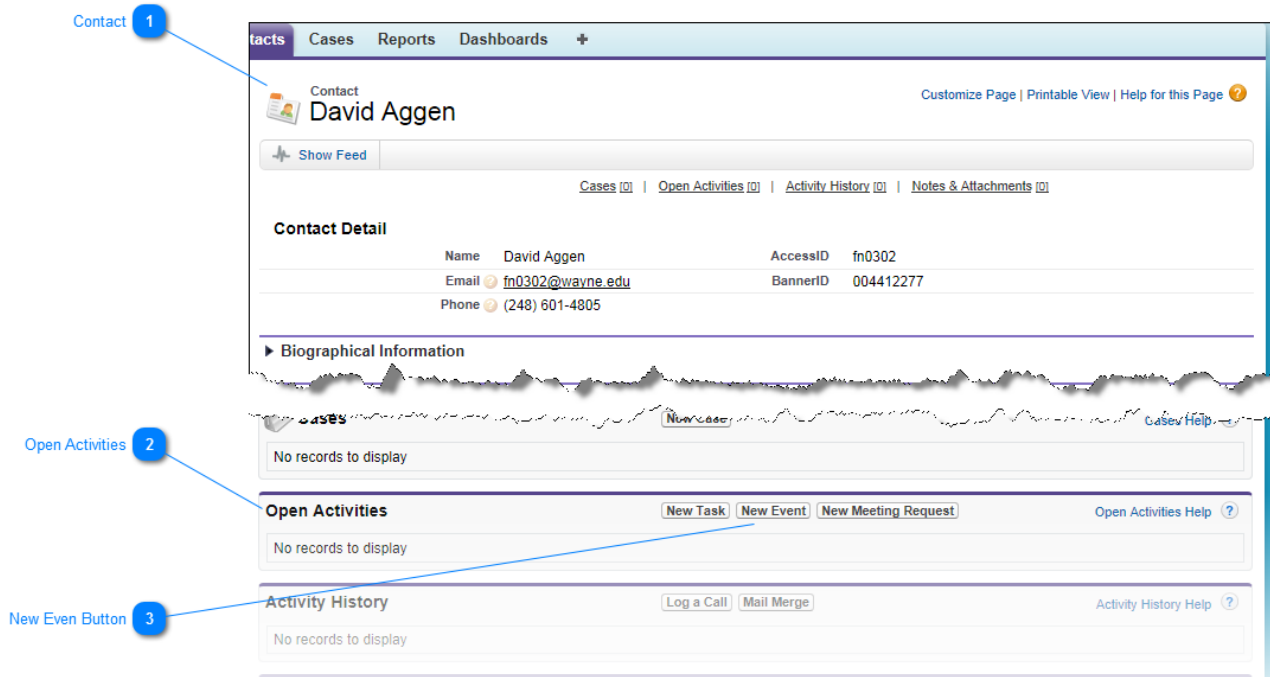 Contact 1
tacts Cases Reports Dashboards +
Contact
David Aggen
Customize Page | Printable View | Help for this Page ?
Show Feed
Cases [0] | Open Activities [0] | Activity History [0] | Notes & Attachments [0]
Contact Detail
Name David Aggen AccessID fn0302
Email ? fn0302@wayne.edu BannerID 004412277
Phone ? (248) 601-4805
Biographical Information
Cases New Case Cases Help ?
No records to display
Open Activities 2
Open Activities New Task New Event New Meeting Request Open Activities Help ?
No records to display
New Even Button 3
Activity History Log a Call Mail Merge Activity History Help ?
No records to display